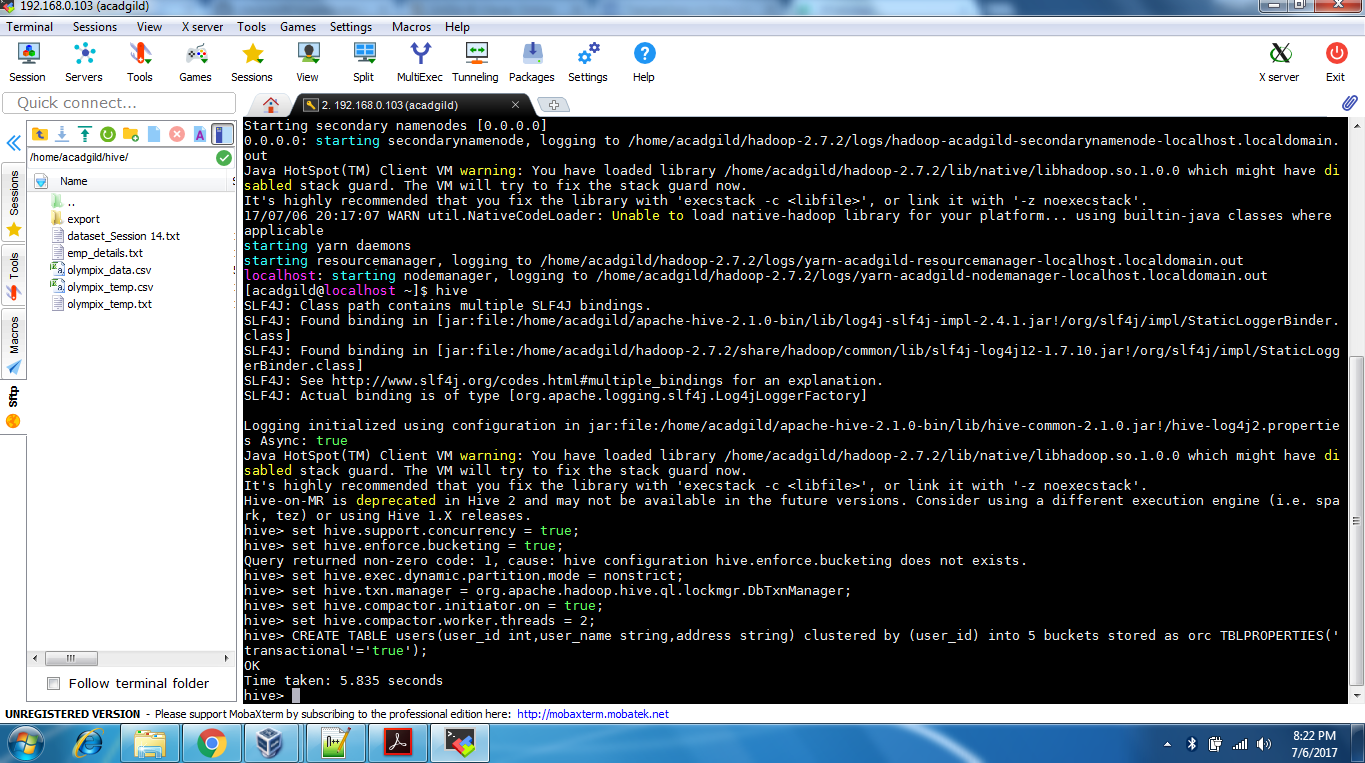 192.168.0.103 (acadgild)
Terminal Sessions View X server Tools Games Settings Macros Help
Session Servers Tools Games Sessions View Split MultiExec Tunneling Packages Settings Help X server Exit
Quick connect...
2. 192.168.0.103 (acadgild)
/home/acadgild/hive/
Name
..
export
dataset_Session 14.txt
emp_details.txt
olympix_data.csv
olympix_temp.csv
olympix_temp.txt
Sessions
Tools
Macros
Sftp
Follow terminal folder
Starting secondary namenodes [0.0.0.0]
0.0.0.0: starting secondarynamenode, logging to /home/acadgild/hadoop-2.7.2/logs/hadoop-acadgild-secondarynamenode-localhost.localdomain.
out
Java HotSpot(TM) Client VM warning: You have loaded library /home/acadgild/hadoop-2.7.2/lib/native/libhadoop.so.1.0.0 which might have di
sabled stack guard. The VM will try to fix the stack guard now.
It's highly recommended that you fix the library with 'execstack -c <libfile>', or link it with '-z noexecstack'.
17/07/06 20:17:07 WARN util.NativeCodeLoader: Unable to load native-hadoop library for your platform... using builtin-java classes where
applicable
starting yarn daemons
starting resourcemanager, logging to /home/acadgild/hadoop-2.7.2/logs/yarn-acadgild-resourcemanager-localhost.localdomain.out
localhost: starting nodemanager, logging to /home/acadgild/hadoop-2.7.2/logs/yarn-acadgild-nodemanager-localhost.localdomain.out
[acadgild@localhost ~]$ hive
SLF4J: Class path contains multiple SLF4J bindings.
SLF4J: Found binding in [jar:file:/home/acadgild/apache-hive-2.1.0-bin/lib/log4j-slf4j-impl-2.4.1.jar!/org/slf4j/impl/StaticLoggerBinder.
class]
SLF4J: Found binding in [jar:file:/home/acadgild/hadoop-2.7.2/share/hadoop/common/lib/slf4j-log4j12-1.7.10.jar!/org/slf4j/impl/StaticLogg
erBinder.class]
SLF4J: See http://www.slf4j.org/codes.html#multiple_bindings for an explanation.
SLF4J: Actual binding is of type [org.apache.logging.slf4j.Log4jLoggerFactory]
Logging initialized using configuration in jar:file:/home/acadgild/apache-hive-2.1.0-bin/lib/hive-common-2.1.0.jar!/hive-log4j2.propertie
s Async: true
Java HotSpot(TM) Client VM warning: You have loaded library /home/acadgild/hadoop-2.7.2/lib/native/libhadoop.so.1.0.0 which might have di
sabled stack guard. The VM will try to fix the stack guard now.
It's highly recommended that you fix the library with 'execstack -c <libfile>', or link it with '-z noexecstack'.
Hive-on-MR is deprecated in Hive 2 and may not be available in the future versions. Consider using a different execution engine (i.e. spa
rk, tez) or using Hive 1.X releases.
hive> set hive.support.concurrency = true;
hive> set hive.enforce.bucketing = true;
Query returned non-zero code: 1, cause: hive configuration hive.enforce.bucketing does not exists.
hive> set hive.exec.dynamic.partition.mode = nonstrict;
hive> set hive.txn.manager = org.apache.hadoop.hive.ql.lockmgr.DbTxnManager;
hive> set hive.compactor.initiator.on = true;
hive> set hive.compactor.worker.threads = 2;
hive> CREATE TABLE users(user_id int,user_name string,address string) clustered by (user_id) into 5 buckets stored as orc TBLPROPERTIES('
transactional'='true');
OK
Time taken: 5.835 seconds
hive>
UNREGISTERED VERSION - Please support MobaXterm by subscribing to the professional edition here: http://mobaxterm.mobatek.net
8:22 PM
7/6/2017